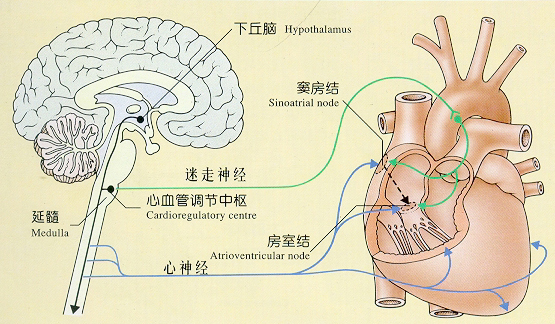 下丘脑 Hypothalamus
窦房结
Sinoatrial node
迷走神经
心血管调节中枢
Cardioregulatory centre
延髓
Medulla
房室结
Atrioventricular node
心神经